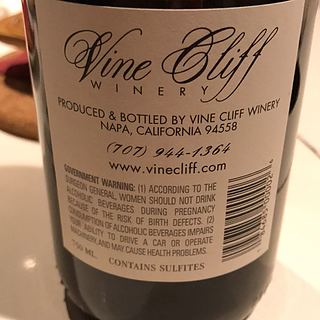 Vine Cliff
WINERY
PRODUCED & BOTTLED BY VINE CLIFF WINERY
NAPA, CALIFORNIA 94558
(707) 944-1364
www.vinecliff.com
GOVERNMENT WARNING: (1) ACCORDING TO THE
SURGEON GENERAL, WOMEN SHOULD NOT DRINK
ALCOHOLIC BEVERAGES DURING PREGNANCY
BECAUSE OF THE RISK OF BIRTH DEFECTS. (2)
CONSUMPTION OF ALCOHOLIC BEVERAGES IMPAIRS
YOUR ABILITY TO DRIVE A CAR OR OPERATE
MACHINERY, AND MAY CAUSE HEALTH PROBLEMS.
750 ML.
CONTAINS SULFITES